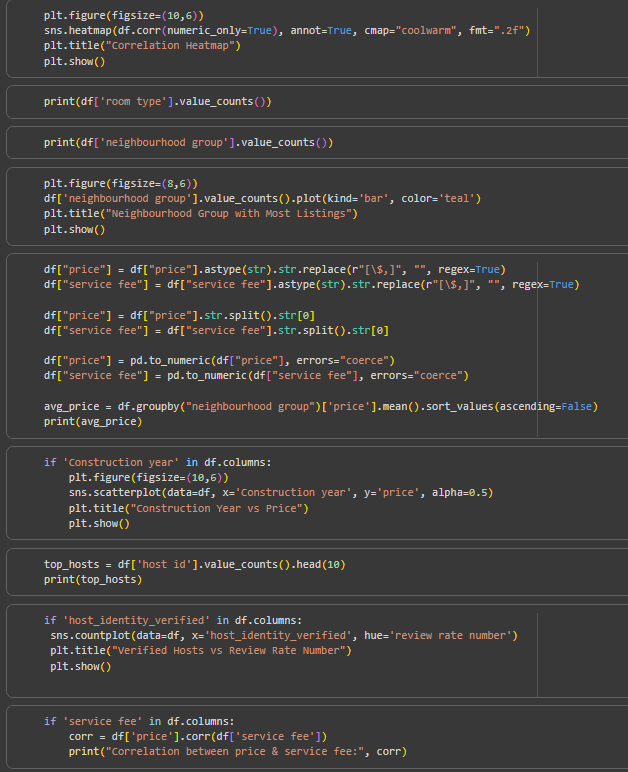 plt.figure(figsize=(10,6))
sns.heatmap(df.corr(numeric_only=True), annot=True, cmap="coolwarm", fmt=".2f")
plt.title("Correlation Heatmap")
plt.show()
print(df['room type'].value_counts())
print(df['neighbourhood group'].value_counts())
plt.figure(figsize=(8,6))
df['neighbourhood group'].value_counts().plot(kind='bar', color='teal')
plt.title("Neighbourhood Group with Most Listings")
plt.show()
df["price"] = df["price"].astype(str).str.replace(r"[\$,]", "", regex=True)
df["service fee"] = df["service fee"].astype(str).str.replace(r"[\$,]", "", regex=True)
df["price"] = df["price"].str.split().str[0]
df["service fee"] = df["service fee"].str.split().str[0]
df["price"] = pd.to_numeric(df["price"], errors="coerce")
df["service fee"] = pd.to_numeric(df["service fee"], errors="coerce")
avg_price = df.groupby("neighbourhood group")['price'].mean().sort_values(ascending=False)
print(avg_price)
if 'Construction year' in df.columns:
    plt.figure(figsize=(10,6))
    sns.scatterplot(data=df, x='Construction year', y='price', alpha=0.5)
    plt.title("Construction Year vs Price")
    plt.show()
top_hosts = df['host id'].value_counts().head(10)
print(top_hosts)
if 'host_identity_verified' in df.columns:
 sns.countplot(data=df, x='host_identity_verified', hue='review rate number')
 plt.title("Verified Hosts vs Review Rate Number")
 plt.show()
if 'service fee' in df.columns:
    corr = df['price'].corr(df['service fee'])
    print("Correlation between price & service fee:", corr)